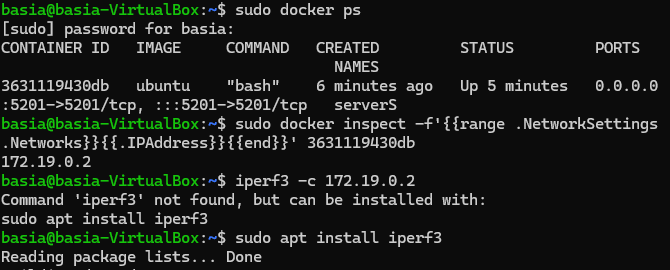 basia@basia-VirtualBox:~$ sudo docker ps
[sudo] password for basia:
CONTAINER ID   IMAGE     COMMAND   CREATED         STATUS         PORTS
                                   NAMES
3631119430db   ubuntu    "bash"    6 minutes ago   Up 5 minutes   0.0.0.0
:5201->5201/tcp, :::5201->5201/tcp   serverS
basia@basia-VirtualBox:~$ sudo docker inspect -f'{{range .NetworkSettings
.Networks}}{{.IPAddress}}{{end}}' 3631119430db
172.19.0.2
basia@basia-VirtualBox:~$ iperf3 -c 172.19.0.2
Command 'iperf3' not found, but can be installed with:
sudo apt install iperf3
basia@basia-VirtualBox:~$ sudo apt install iperf3
Reading package lists... Done